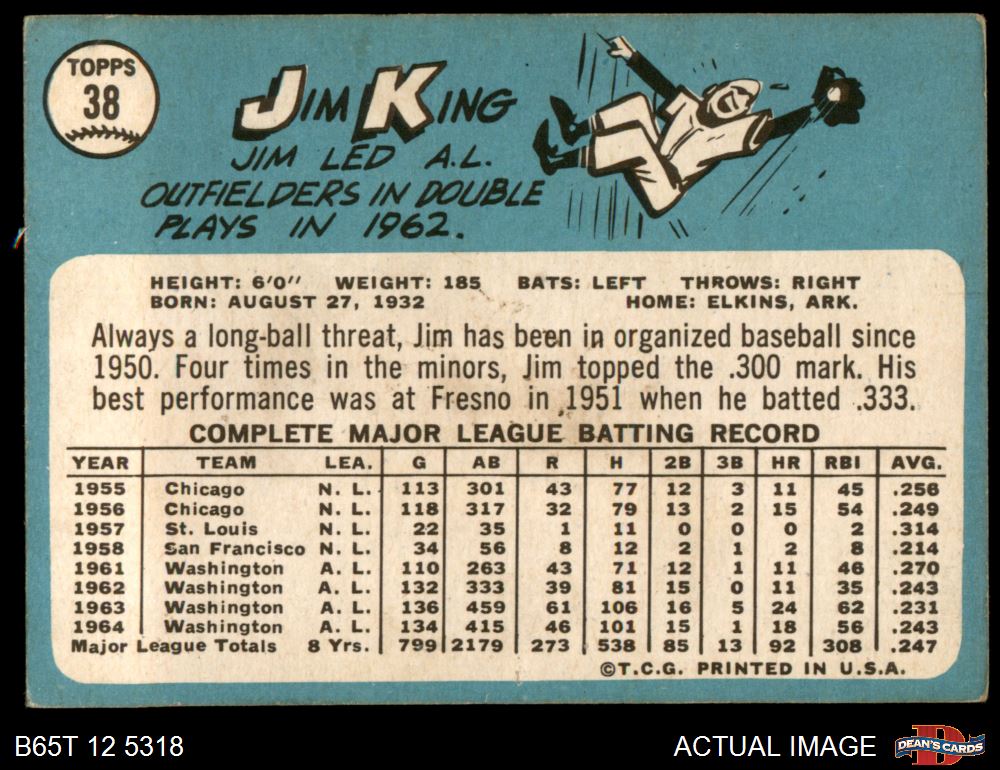 TOPPS
38
JIM KING
JIM LED A.L.
OUTFIELDERS IN DOUBLE
PLAYS IN 1962.
HEIGHT: 6'0" WEIGHT: 185 BATS: LEFT THROWS: RIGHT
BORN: AUGUST 27, 1932 HOME: ELKINS, ARK.
Always a long-ball threat, Jim has been in organized baseball since
1950. Four times in the minors, Jim topped the .300 mark. His
best performance was at Fresno in 1951 when he batted .333.
COMPLETE MAJOR LEAGUE BATTING RECORD
YEAR TEAM LEA. G AB R H 2B 3B HR RBI AVG.
1955 Chicago N. L. 113 301 43 77 12 3 11 45 .256
1956 Chicago N. L. 118 317 32 79 13 2 15 54 .249
1957 St. Louis N. L. 22 35 1 11 0 0 0 2 .314
1958 San Francisco N. L. 34 56 8 12 2 1 2 8 .214
1961 Washington A. L. 110 263 43 71 12 1 11 46 .270
1962 Washington A. L. 132 333 39 81 15 0 11 35 .243
1963 Washington A. L. 136 459 61 106 16 5 24 62 .231
1964 Washington A. L. 134 415 46 101 15 1 18 56 .243
Major League Totals 8 Yrs. 799 2179 273 538 85 13 92 308 .247
©T.C.G. PRINTED IN U.S.A.
B65T 12 5318 ACTUAL IMAGE D DEAN'S CARDS